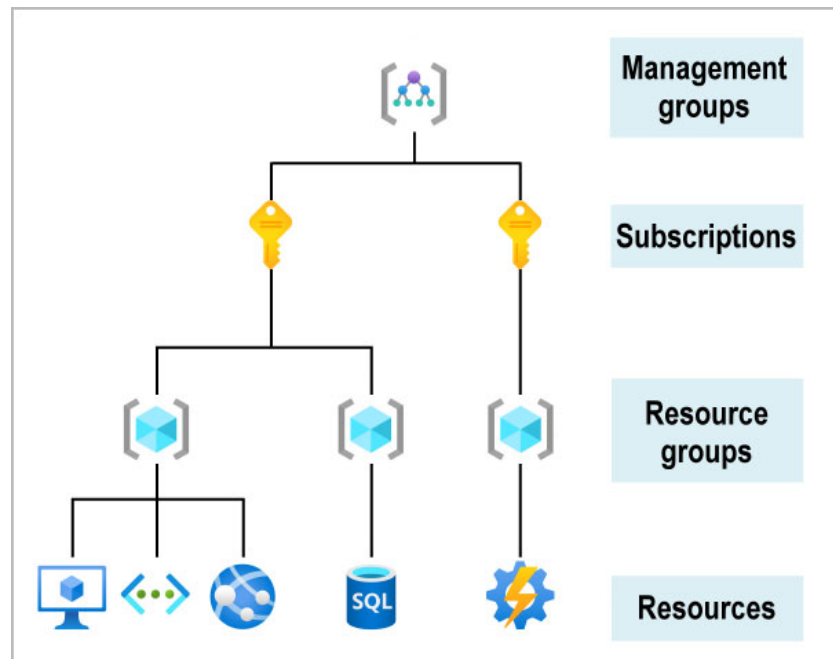 Management
groups
Subscriptions
Resource
groups
SQL
Resources